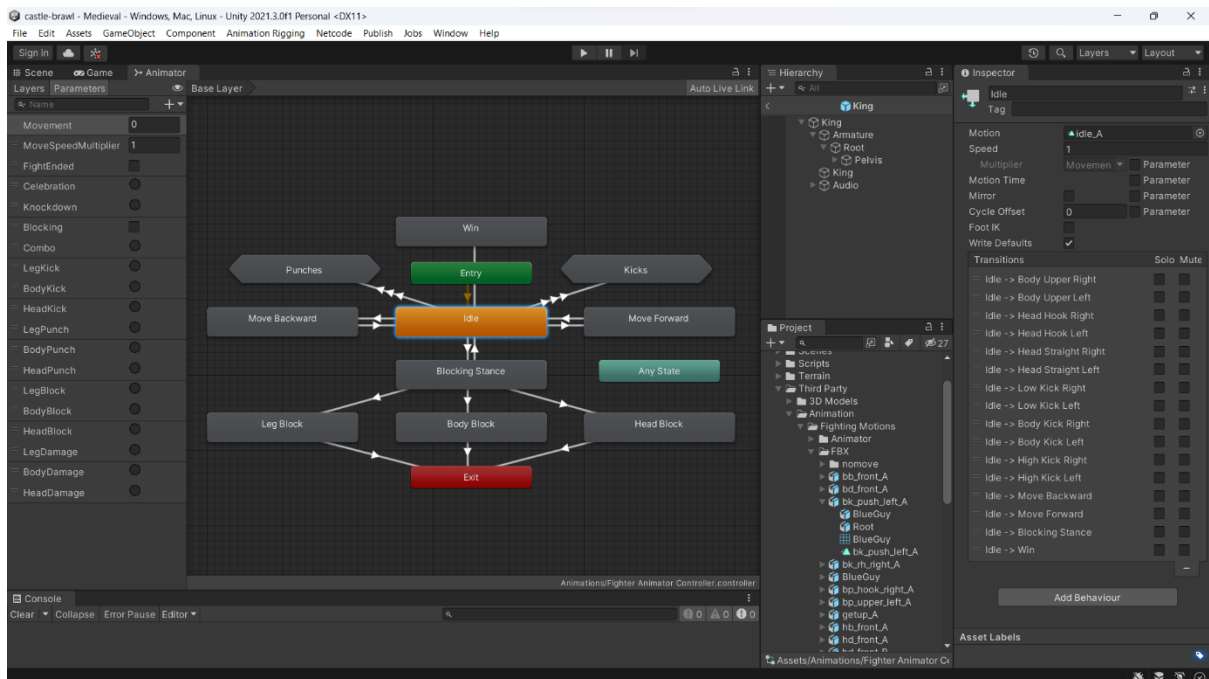 castle-brawl - Medieval - Windows, Mac, Linux - Unity 2021.3.0f1 Personal <DX11>
File Edit Assets GameObject Component Animation Rigging Netcode Publish Jobs Window Help
Sign in
Layers
Layout
Scene Game Animator
Layers Parameters
Base Layer
Auto Live Link
Name
Movement 0
MoveSpeedMultiplier 1
FightEnded
Celebration
Knockdown
Blocking
Combo
LegKick
BodyKick
HeadKick
LegPunch
BodyPunch
HeadPunch
LegBlock
BodyBlock
HeadBlock
LegDamage
BodyDamage
HeadDamage
Win
Punches
Entry
Kicks
Move Backward
Idle
Move Forward
Blocking Stance
Any State
Leg Block
Body Block
Head Block
Exit
Animations/Fighter Animator Controller.controller
Console
Clear Collapse Error Pause Editor
0 0 0
Hierarchy
All
King
King
Armature
Root
Pelvis
King
Audio
Project
27
Scenes
Scripts
Terrain
Third Party
3D Models
Animation
Fighting Motions
Animator
FBX
nomove
bb_front_A
bd_front_A
bk_push_left_A
BlueGuy
Root
BlueGuy
bk_push_left_A
bk_rh_right_A
BlueGuy
bp_hook_right_A
bp_upper_left_A
getup_A
hb_front_A
hd_front_A
hd_front_B
Assets/Animations/Fighter Animator Co
Inspector
Idle
Tag
Motion idle_A
Speed 1
Multiplier Movemen Parameter
Motion Time Parameter
Mirror Parameter
Cycle Offset 0 Parameter
Foot IK
Write Defaults
Transitions Solo Mute
Idle -> Body Upper Right
Idle -> Body Upper Left
Idle -> Head Hook Right
Idle -> Head Hook Left
Idle -> Head Straight Right
Idle -> Head Straight Left
Idle -> Low Kick Right
Idle -> Low Kick Left
Idle -> Body Kick Right
Idle -> Body Kick Left
Idle -> High Kick Right
Idle -> High Kick Left
Idle -> Move Backward
Idle -> Move Forward
Idle -> Blocking Stance
Idle -> Win
Add Behaviour
Asset Labels